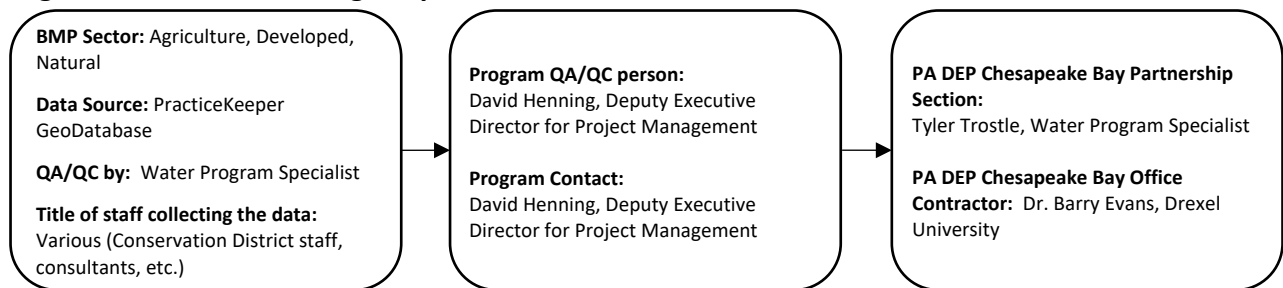 BMP Sector: Agriculture, Developed,
Natural
Data Source: PracticeKeeper
GeoDatabase
QA/QC by: Water Program Specialist
Title of staff collecting the data:
Various (Conservation District staff,
consultants, etc.)
Program QA/QC person:
David Henning, Deputy Executive
Director for Project Management
Program Contact:
David Henning, Deputy Executive
Director for Project Management
PA DEP Chesapeake Bay Partnership
Section:
Tyler Trostle, Water Program Specialist
PA DEP Chesapeake Bay Office
Contractor: Dr. Barry Evans, Drexel
University